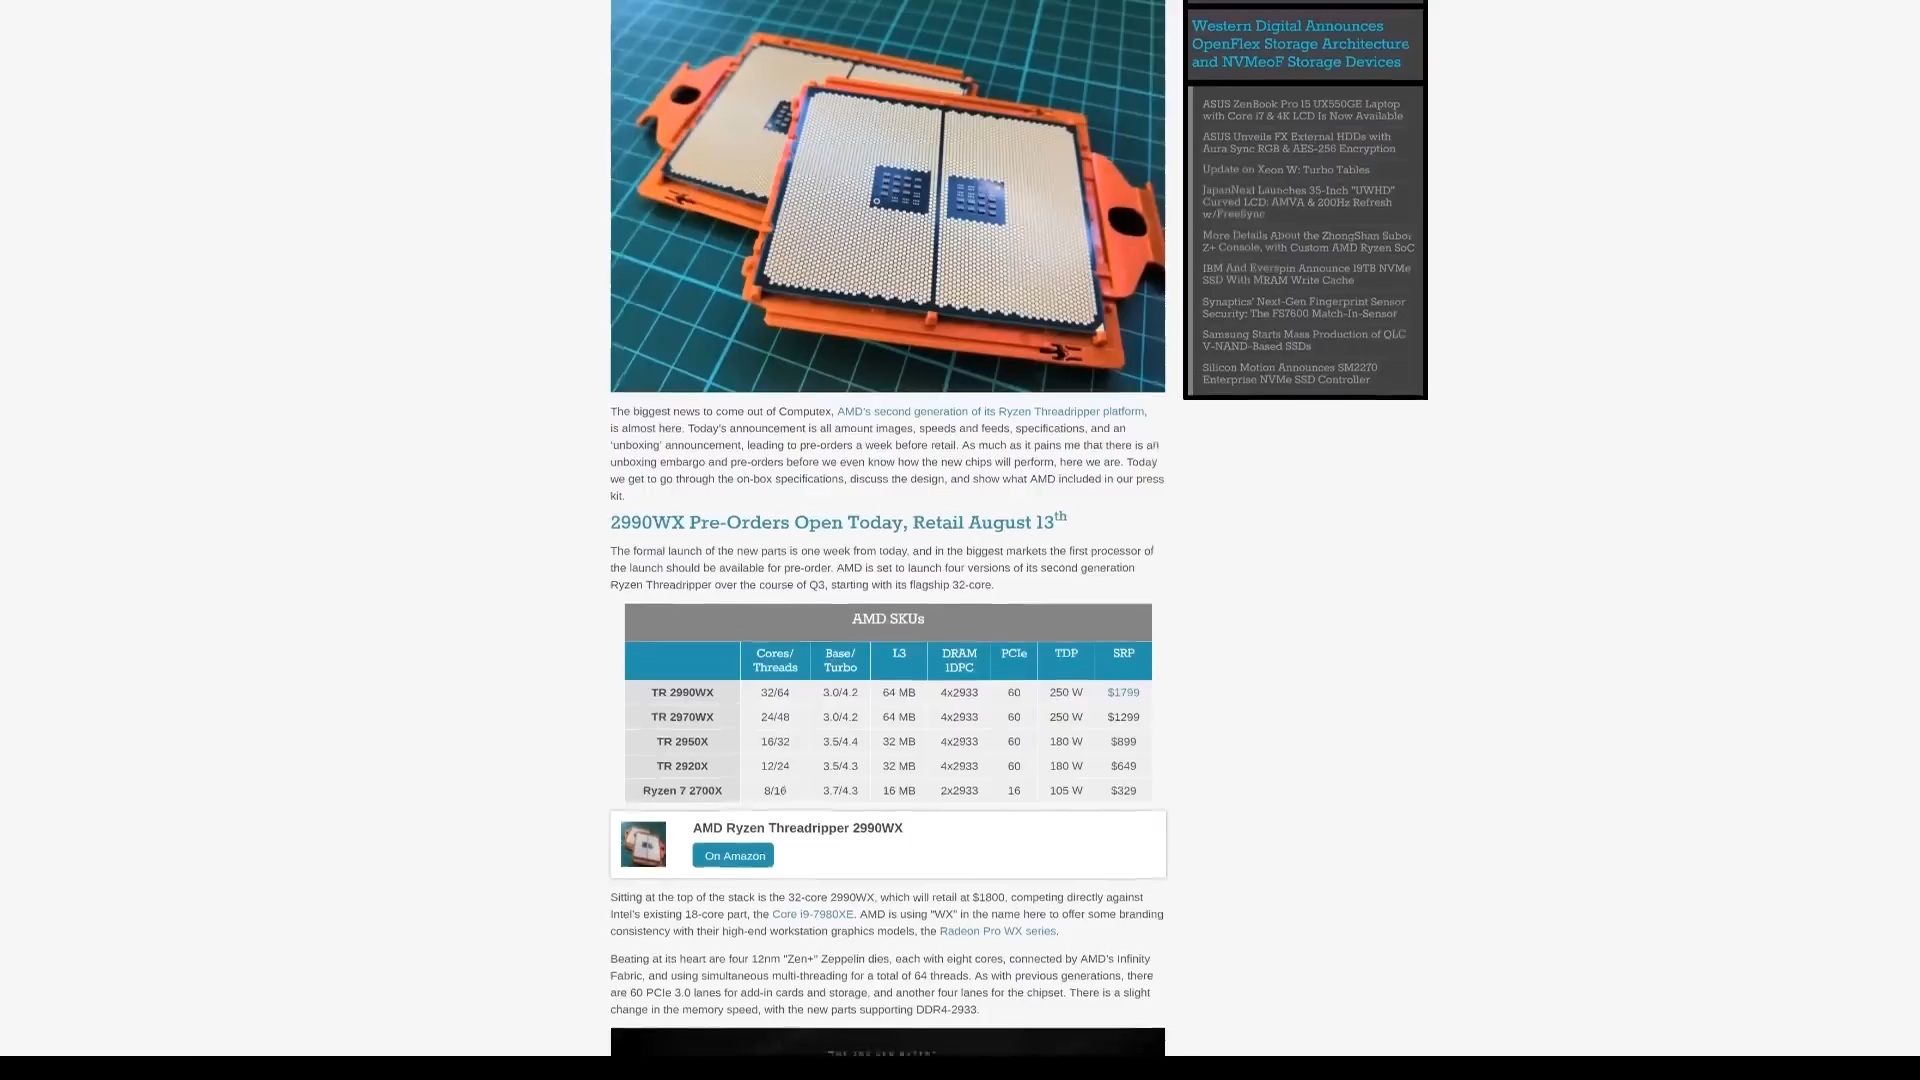 The biggest news to come out of Computex, AMD's second generation of its Ryzen Threadripper platform,
is almost here. Today's announcement is all amount images, speeds and feeds, specifications, and an
'unboxing' announcement, leading to pre-orders a week before retail. As much as it pains me that there is an
unboxing embargo and pre-orders before we even know how the new chips will perform, here we are. Today
we get to go through the on-box specifications, discuss the design, and show what AMD included in our press
kit.
2990WX Pre-Orders Open Today, Retail August 13th
The formal launch of the new parts is one week from today, and in the biggest markets the first processor of
the launch should be available for pre-order. AMD is set to launch four versions of its second generation
Ryzen Threadripper over the course of Q3, starting with its flagship 32-core.
AMD SKUs
Cores/ Threads Base/ Turbo L3 DRAM 1DPC PCIe TDP SRP
TR 2990WX 32/64 3.0/4.2 64 MB 4x2933 60 250 W $1799
TR 2970WX 24/48 3.0/4.2 64 MB 4x2933 60 250 W $1299
TR 2950X 16/32 3.5/4.4 32 MB 4x2933 60 180 W $899
TR 2920X 12/24 3.5/4.3 32 MB 4x2933 60 180 W $649
Ryzen 7 2700X 8/16 3.7/4.3 16 MB 2x2933 16 105 W $329
AMD Ryzen Threadripper 2990WX
On Amazon
Sitting at the top of the stack is the 32-core 2990WX, which will retail at $1800, competing directly against
Intel's existing 18-core part, the Core i9-7980XE. AMD is using "WX" in the name here to offer some branding
consistency with their high-end workstation graphics models, the Radeon Pro WX series.
Beating at its heart are four 12nm "Zen+" Zeppelin dies, each with eight cores, connected by AMD's Infinity
Fabric, and using simultaneous multi-threading for a total of 64 threads. As with previous generations, there
are 60 PCIe 3.0 lanes for add-in cards and storage, and another four lanes for the chipset. There is a slight
change in the memory speed, with the new parts supporting DDR4-2933.
Western Digital Announces
OpenFlex Storage Architecture
and NVMeoF Storage Devices
ASUS ZenBook Pro 15 UX550GE Laptop
with Core i7 & 4K LCD Is Now Available
ASUS Unveils FX External HDDs with
Aura Sync RGB & AES-256 Encryption
Update on Xeon W: Turbo Tables
JapanNext Launches 35-Inch "UWHD"
Curved LCD: AMVA & 200Hz Refresh
w/FreeSync
More Details About the ZhongShan Subor
Z+ Console, with Custom AMD Ryzen SoC
IBM And Everspin Announce 19TB NVMe
SSD With MRAM Write Cache
Synaptics' Next-Gen Fingerprint Sensor
Security: The FS7600 Match-In-Sensor
Samsung Starts Mass Production of QLC
V-NAND-Based SSDs
Silicon Motion Announces SM2270
Enterprise NVMe SSD Controller